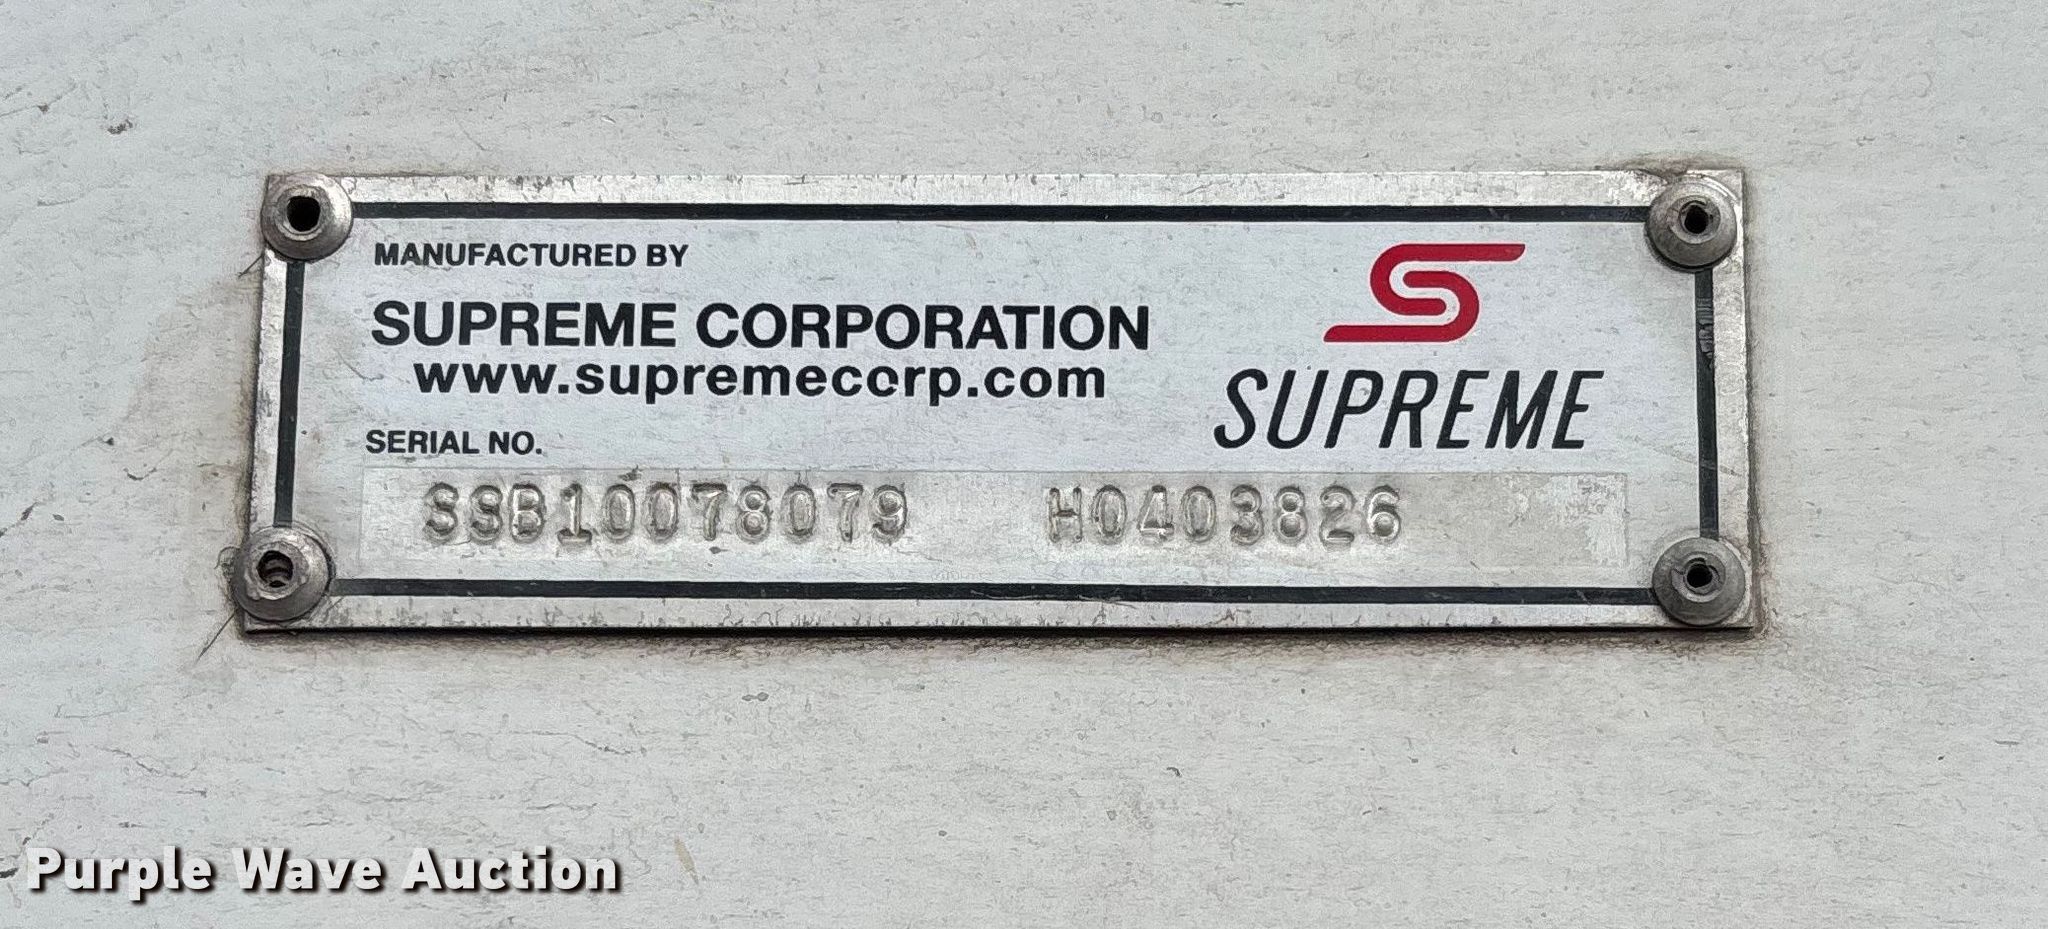 MANUFACTURED BY
SUPREME CORPORATION
www.supremecorp.com
SUPREME
SERIAL NO.
SSB10078079 H0403826
Purple Wave Auction